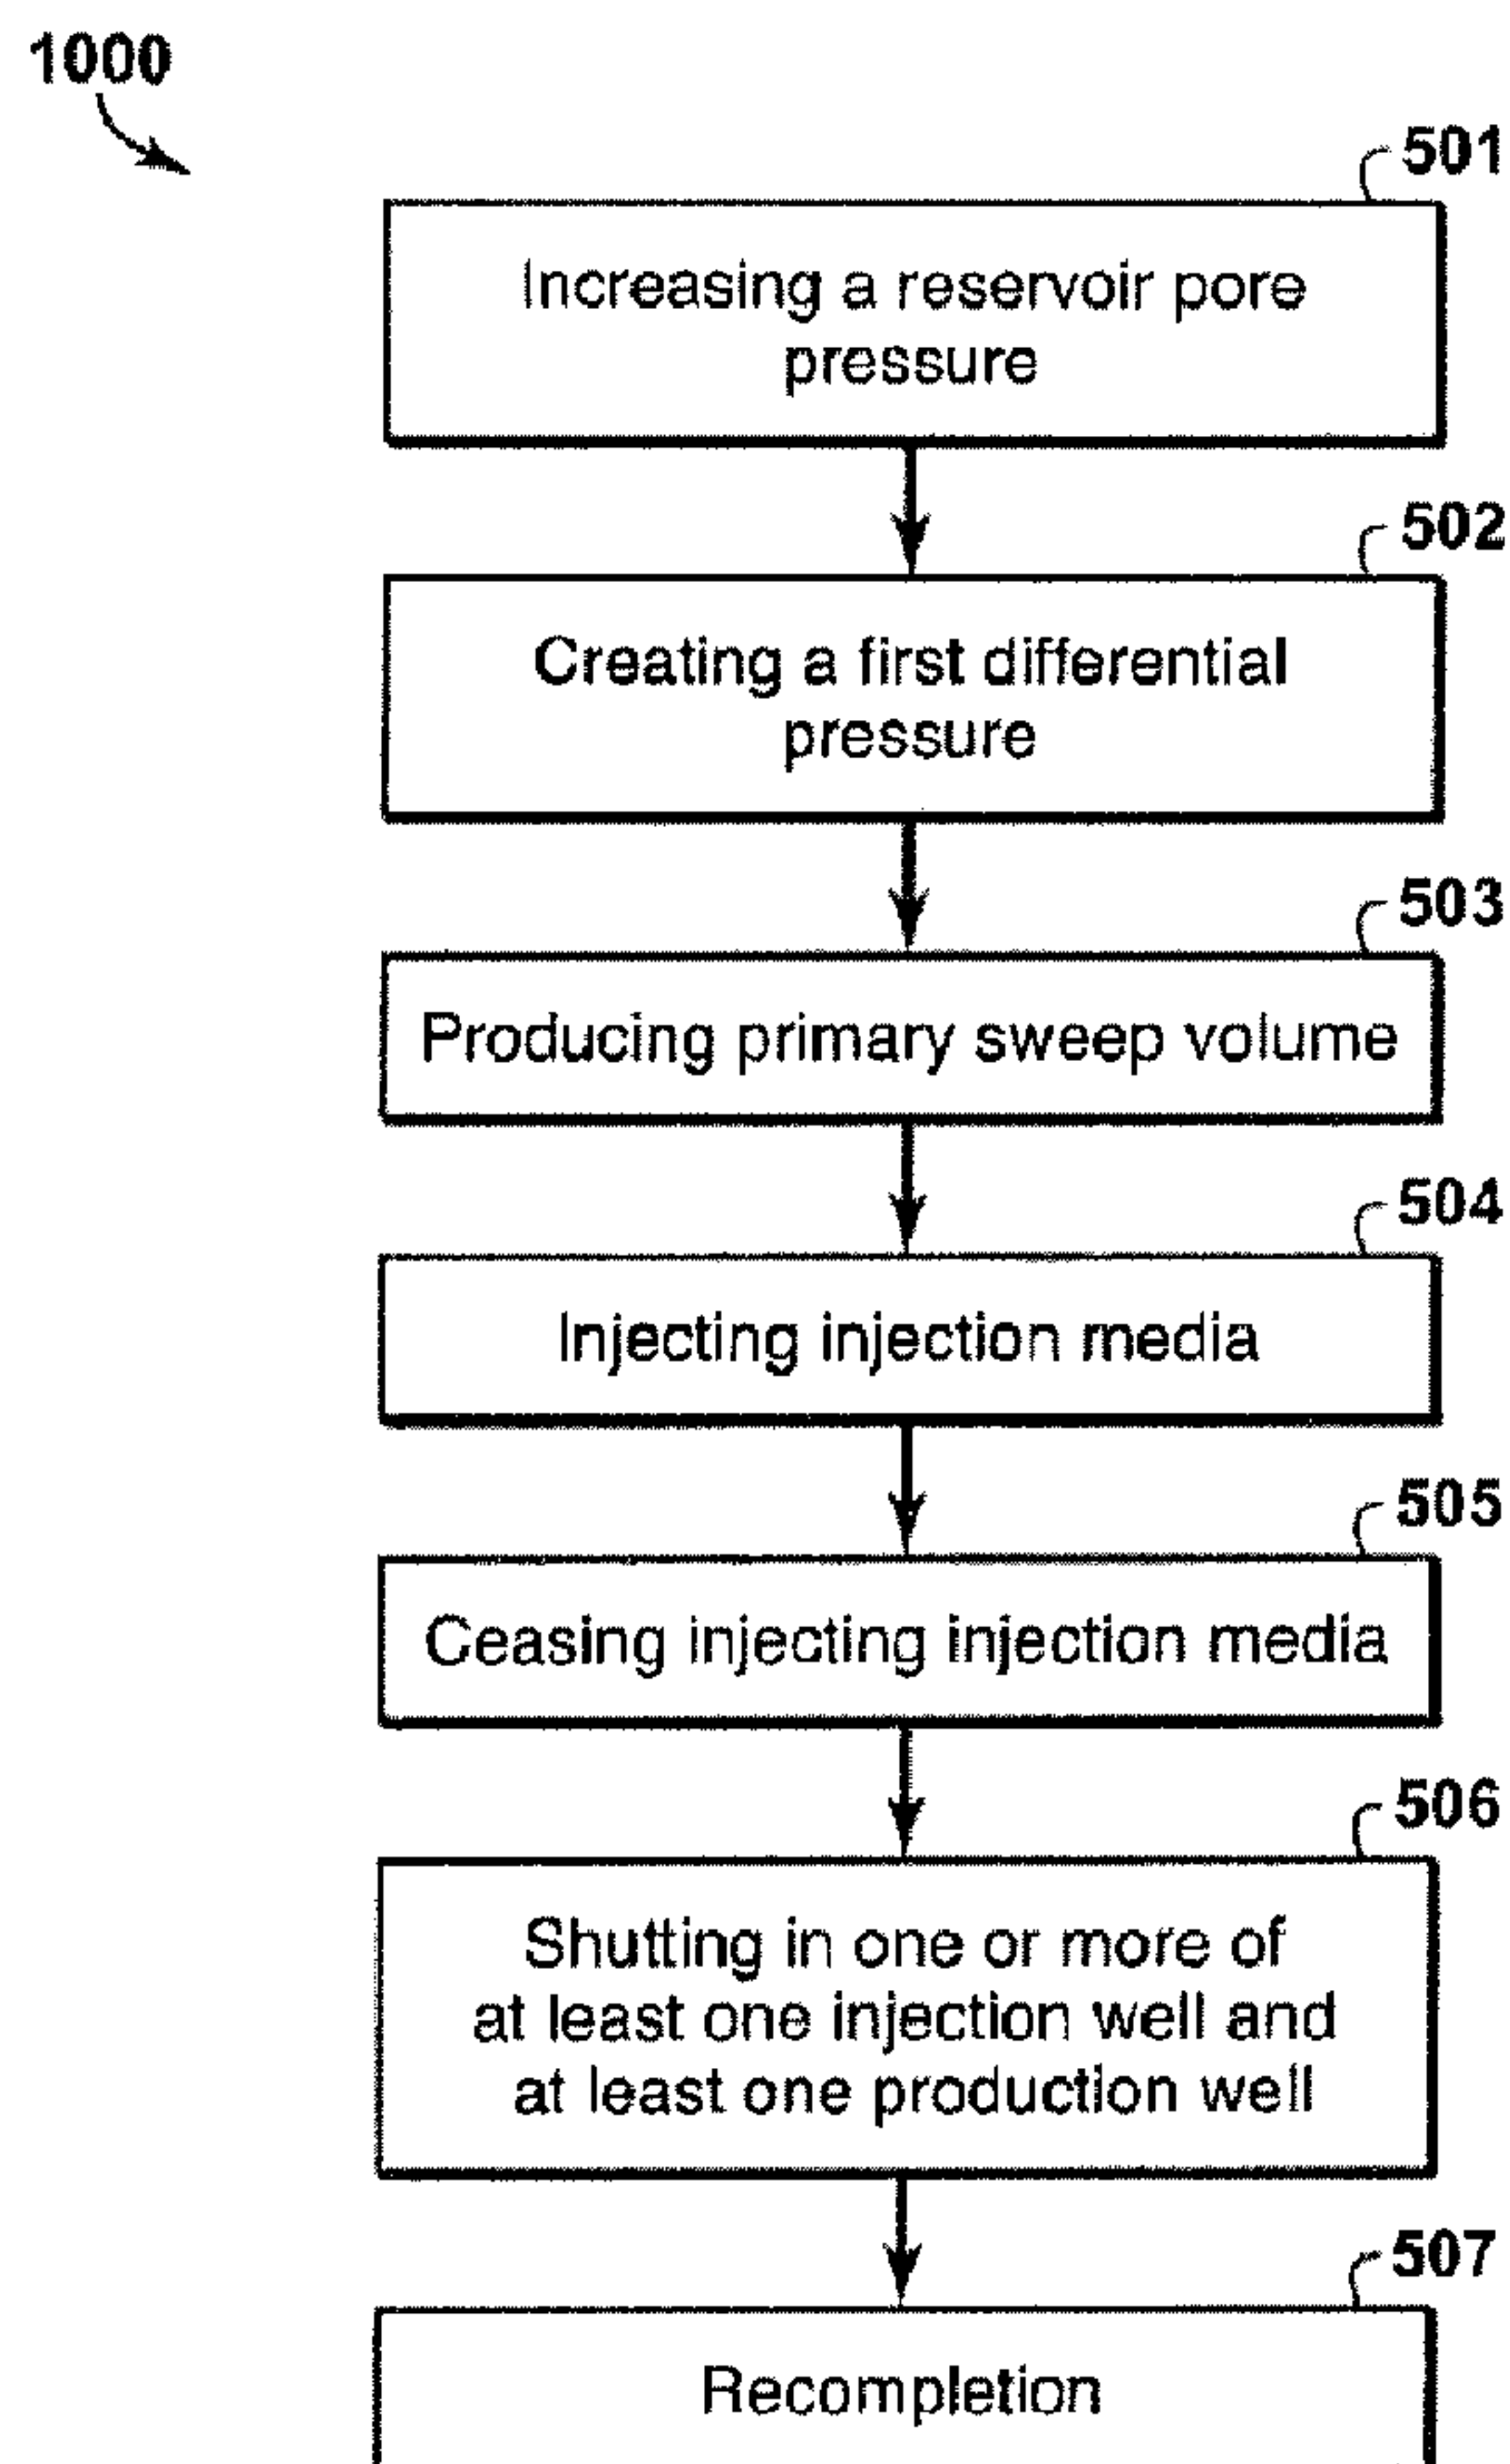 1000
501
Increasing a reservoir pore
pressure
502
Creating a first differential
pressure
503
Producing primary sweep volume
504
Injecting injection media
505
Ceasing injecting injection media
506
Shutting in one or more of
at least one injection well and
at least one production well
507
Recompletion